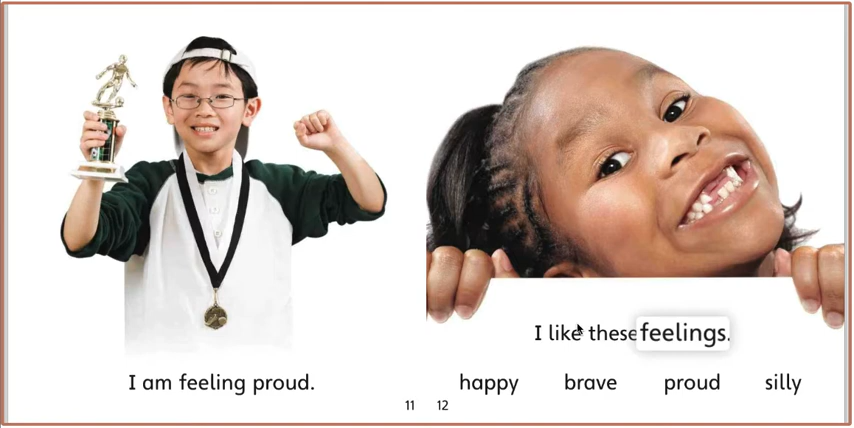 I am feeling proud.
11
I like these feelings.
happy brave proud silly
12